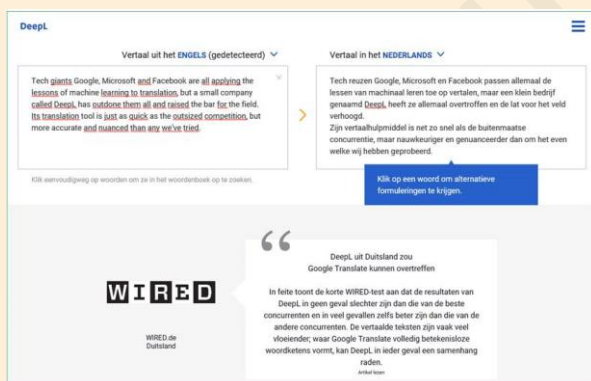 DeepL
Vertaal uit het ENGELS (gedetecteerd)
Vertaal in het NEDERLANDS
Tech giants Google, Microsoft and Facebook are all applying the
lessons of machine learning to translation, but a small company
called DeepL has outdone them all and raised the bar for the field.
Its translation tool is just as quick as the outsized competition, but
more accurate and nuanced than any we've tried.
Tech reuzen Google, Microsoft en Facebook passen allemaal de
lessen van machinaal leren toe op vertalen, maar een klein bedrijf
genaamd DeepL heeft ze allemaal overtroffen en de lat voor het veld
verhoogd.
Zijn vertaalhulpmiddel is net zo snel als de buitenmaatse
concurrentie, maar nauwkeuriger en genuanceerder dan om het even
welke wij hebben geprobeerd.
Klik eenvoudigweg op woorden om ze in het woordenboek op te zoeken.
Klik op een woord om alternatieve
formuleringen te krijgen.
WIRED
WIRED.de
Duitsland
DeepL uit Duitsland zou
Google Translate kunnen overtreffen
In feite toont de korte WIRED-test aan dat de resultaten van
DeepL in geen geval slechter zijn dan die van de beste
concurrenten en in veel gevallen zelfs beter zijn dan die van de
andere concurrenten. De vertaalde teksten zijn vaak veel
vloeiender; waar Google Translate volledig betekenisloze
woordketens vormt, kan DeepL in ieder geval een samenhang
raden.
Artikel lezen